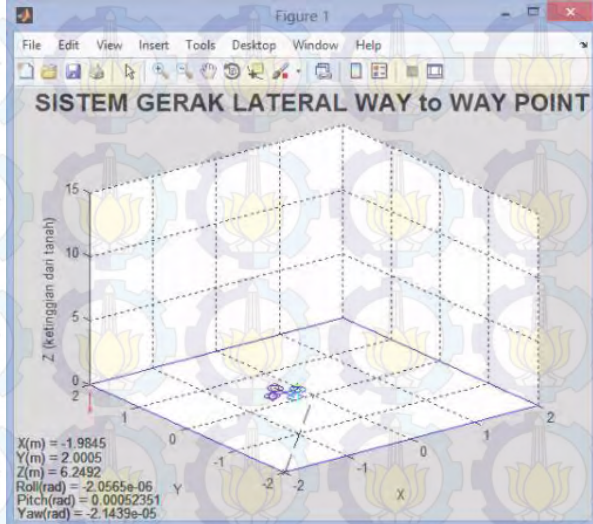 Figure 1
File Edit View Insert Tools Desktop Window Help
SISTEM GERAK LATERAL WAY to WAY POINT
15
10
5
0
Z (ketinggian dari tanah)
2
1
0
-1
-2
Y
-2
-1
0
1
2
X
X(m) = -1.9845
Y(m) = 2.0005
Z(m) = 6.2492
Roll(rad) = -2.0565e-06
Pitch(rad) = 0.00052351
Yaw(rad) = -2.1439e-05